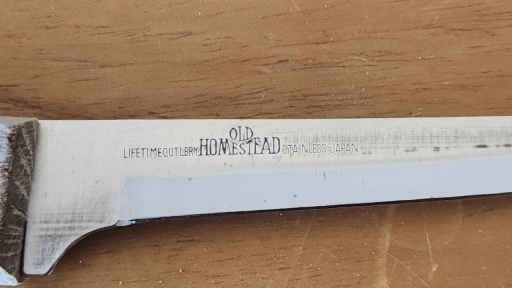 OLD
LIFETIME CUTLERY HOMESTEAD STAINLESS JAPAN